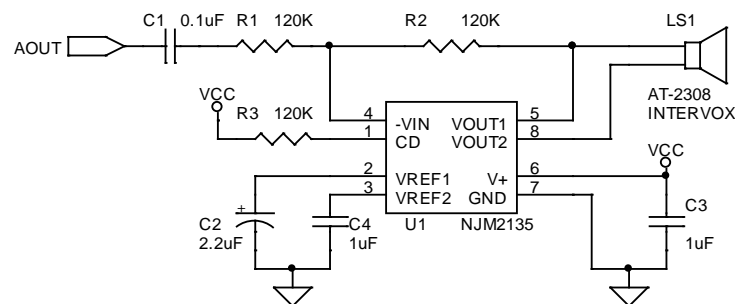 C1 0.1uF R1 120K R2 120K LS1
AOUT
VCC
R3 120K
AT-2308
INTERVOX
4 -VIN VOUT1 5
1 CD VOUT2 8
VCC
2 VREF1 V+ 6
3 VREF2 GND 7
+
C2
2.2uF
C4
1uF
U1 NJM2135
C3
1uF